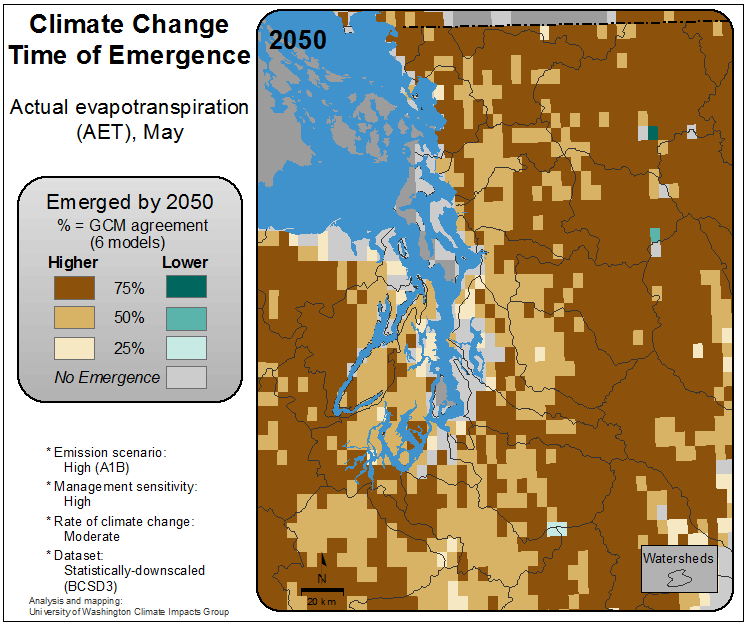 Climate Change
Time of Emergence
Actual evapotranspiration
(AET), May
Emerged by 2050
% = GCM agreement
(6 models)
Higher Lower
75%
50%
25%
No Emergence
* Emission scenario:
High (A1B)
* Management sensitivity:
High
* Rate of climate change:
Moderate
* Dataset:
Statistically-downscaled
(BCSD3)
Analysis and mapping:
University of Washington Climate Impacts Group
2050
N
20 km
Watersheds